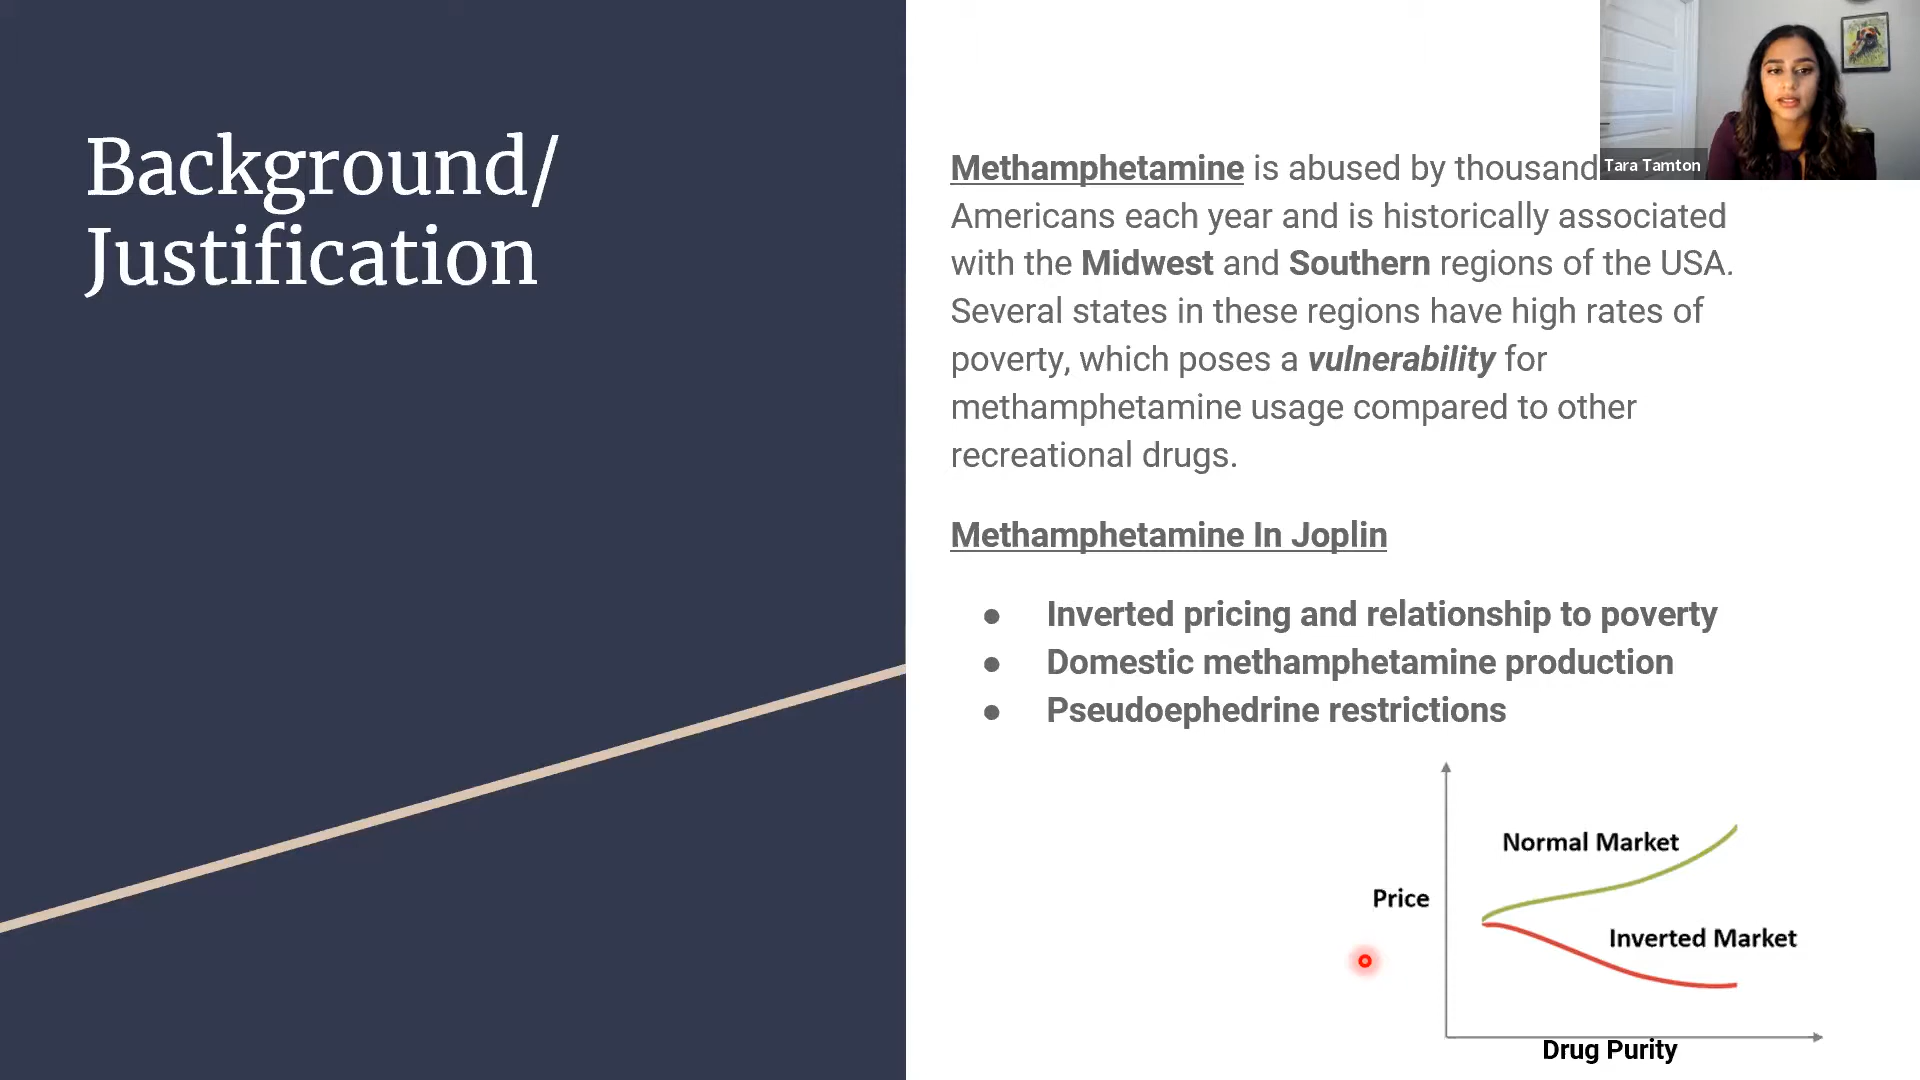 Background/
Justification
Tara Tamton
Methamphetamine is abused by thousand
Americans each year and is historically associated
with the Midwest and Southern regions of the USA.
Several states in these regions have high rates of
poverty, which poses a vulnerability for
methamphetamine usage compared to other
recreational drugs.
Methamphetamine In Joplin
● Inverted pricing and relationship to poverty
● Domestic methamphetamine production
● Pseudoephedrine restrictions
Normal Market
Price
Inverted Market
Drug Purity